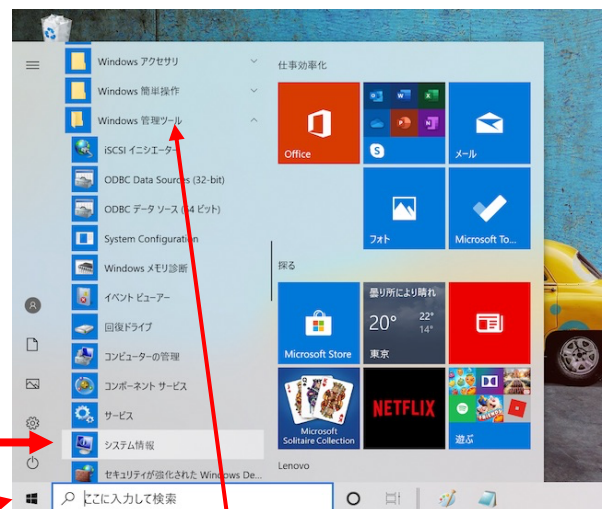 Windows アクセサリ
Windows 簡単操作
Windows 管理ツール
iSCSI イニシエーター
ODBC Data Sources (32-bit)
ODBC データ ソース (64 ビット)
System Configuration
Windows メモリ診断
イベント ビューアー
回復ドライブ
コンピューターの管理
コンポーネント サービス
サービス
システム情報
セキュリティが強化された Windows De...
ここに入力して検索
仕事効率化
Office
メール
フォト
Microsoft To...
探る
Microsoft Store
曇り所により晴れ
20° 22°
14°
東京
Microsoft
Solitaire Collection
NETFLIX
遊ぶ
Lenovo